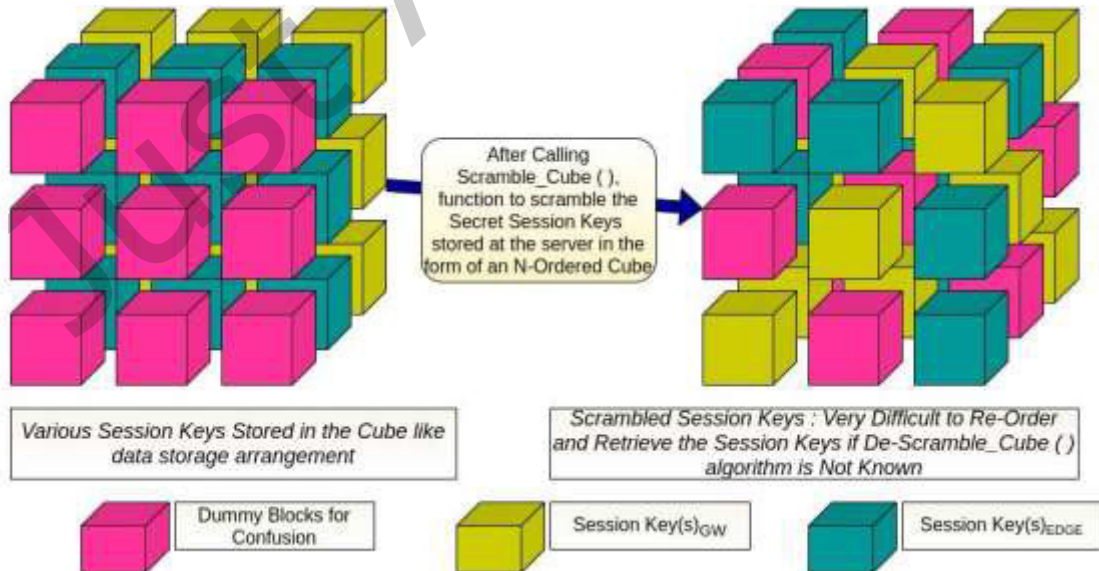 Just
After Calling
Scramble_Cube ( ),
function to scramble the
Secret Session Keys
stored at the server in the
form of an N-Ordered Cube
Various Session Keys Stored in the Cube like
data storage arrangement
Scrambled Session Keys : Very Difficult to Re-Order
and Retrieve the Session Keys if De-Scramble_Cube ( )
algorithm is Not Known
Dummy Blocks for
Confusion
Session Key(s)GW
Session Key(s)EDGE